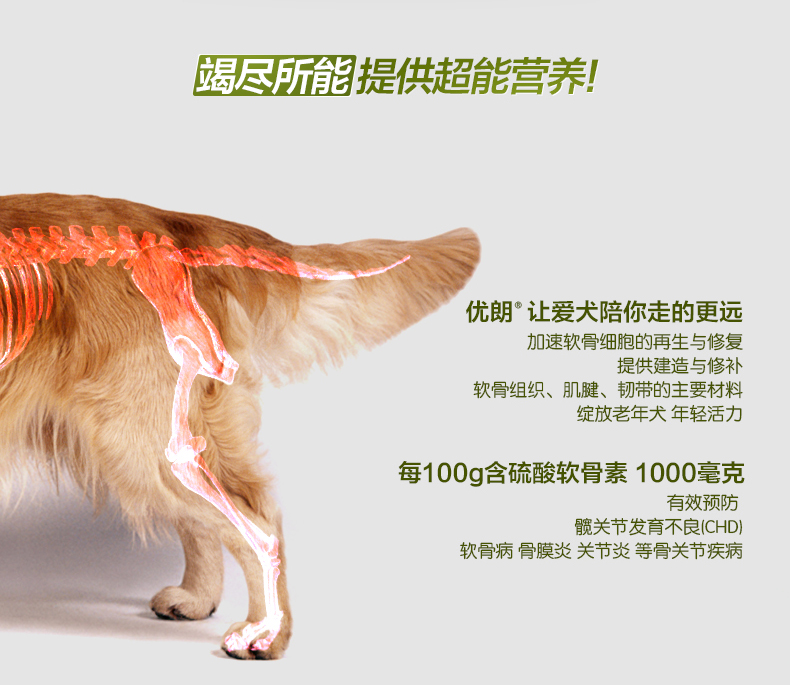 竭尽所能 提供超能营养!
优朗® 让爱犬陪你走的更远
加速软骨细胞的再生与修复
提供建造与修补
软骨组织、肌腱、韧带的主要材料
绽放老年犬 年轻活力
每100g含硫酸软骨素 1000毫克
有效预防
髋关节发育不良(CHD)
软骨病 骨膜炎 关节炎 等骨关节疾病